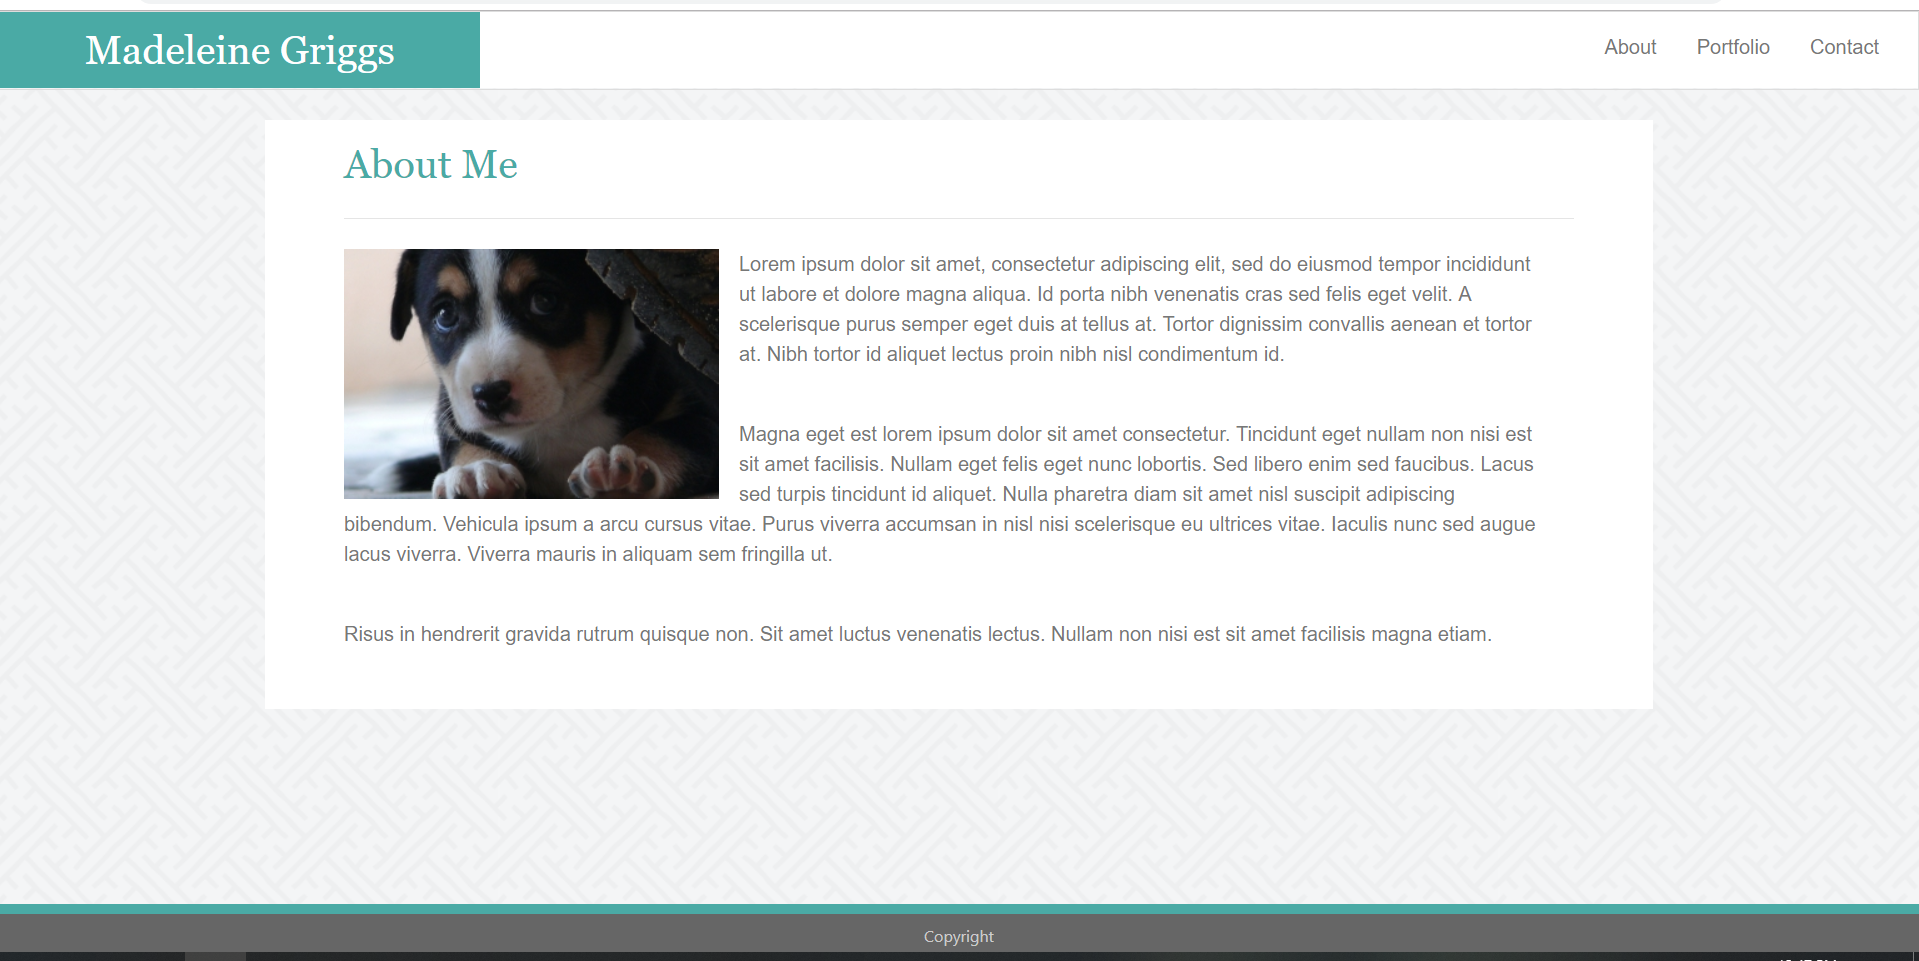 Madeleine Griggs
About Portfolio Contact
About Me
Lorem ipsum dolor sit amet, consectetur adipiscing elit, sed do eiusmod tempor incididunt
ut labore et dolore magna aliqua. Id porta nibh venenatis cras sed felis eget velit. A
scelerisque purus semper eget duis at tellus at. Tortor dignissim convallis aenean et tortor
at. Nibh tortor id aliquet lectus proin nibh nisl condimentum id.
Magna eget est lorem ipsum dolor sit amet consectetur. Tincidunt eget nullam non nisi est
sit amet facilisis. Nullam eget felis eget nunc lobortis. Sed libero enim sed faucibus. Lacus
sed turpis tincidunt id aliquet. Nulla pharetra diam sit amet nisl suscipit adipiscing
bibendum. Vehicula ipsum a arcu cursus vitae. Purus viverra accumsan in nisl nisi scelerisque eu ultrices vitae. Iaculis nunc sed augue
lacus viverra. Viverra mauris in aliquam sem fringilla ut.
Risus in hendrerit gravida rutrum quisque non. Sit amet luctus venenatis lectus. Nullam non nisi est sit amet facilisis magna etiam.
Copyright